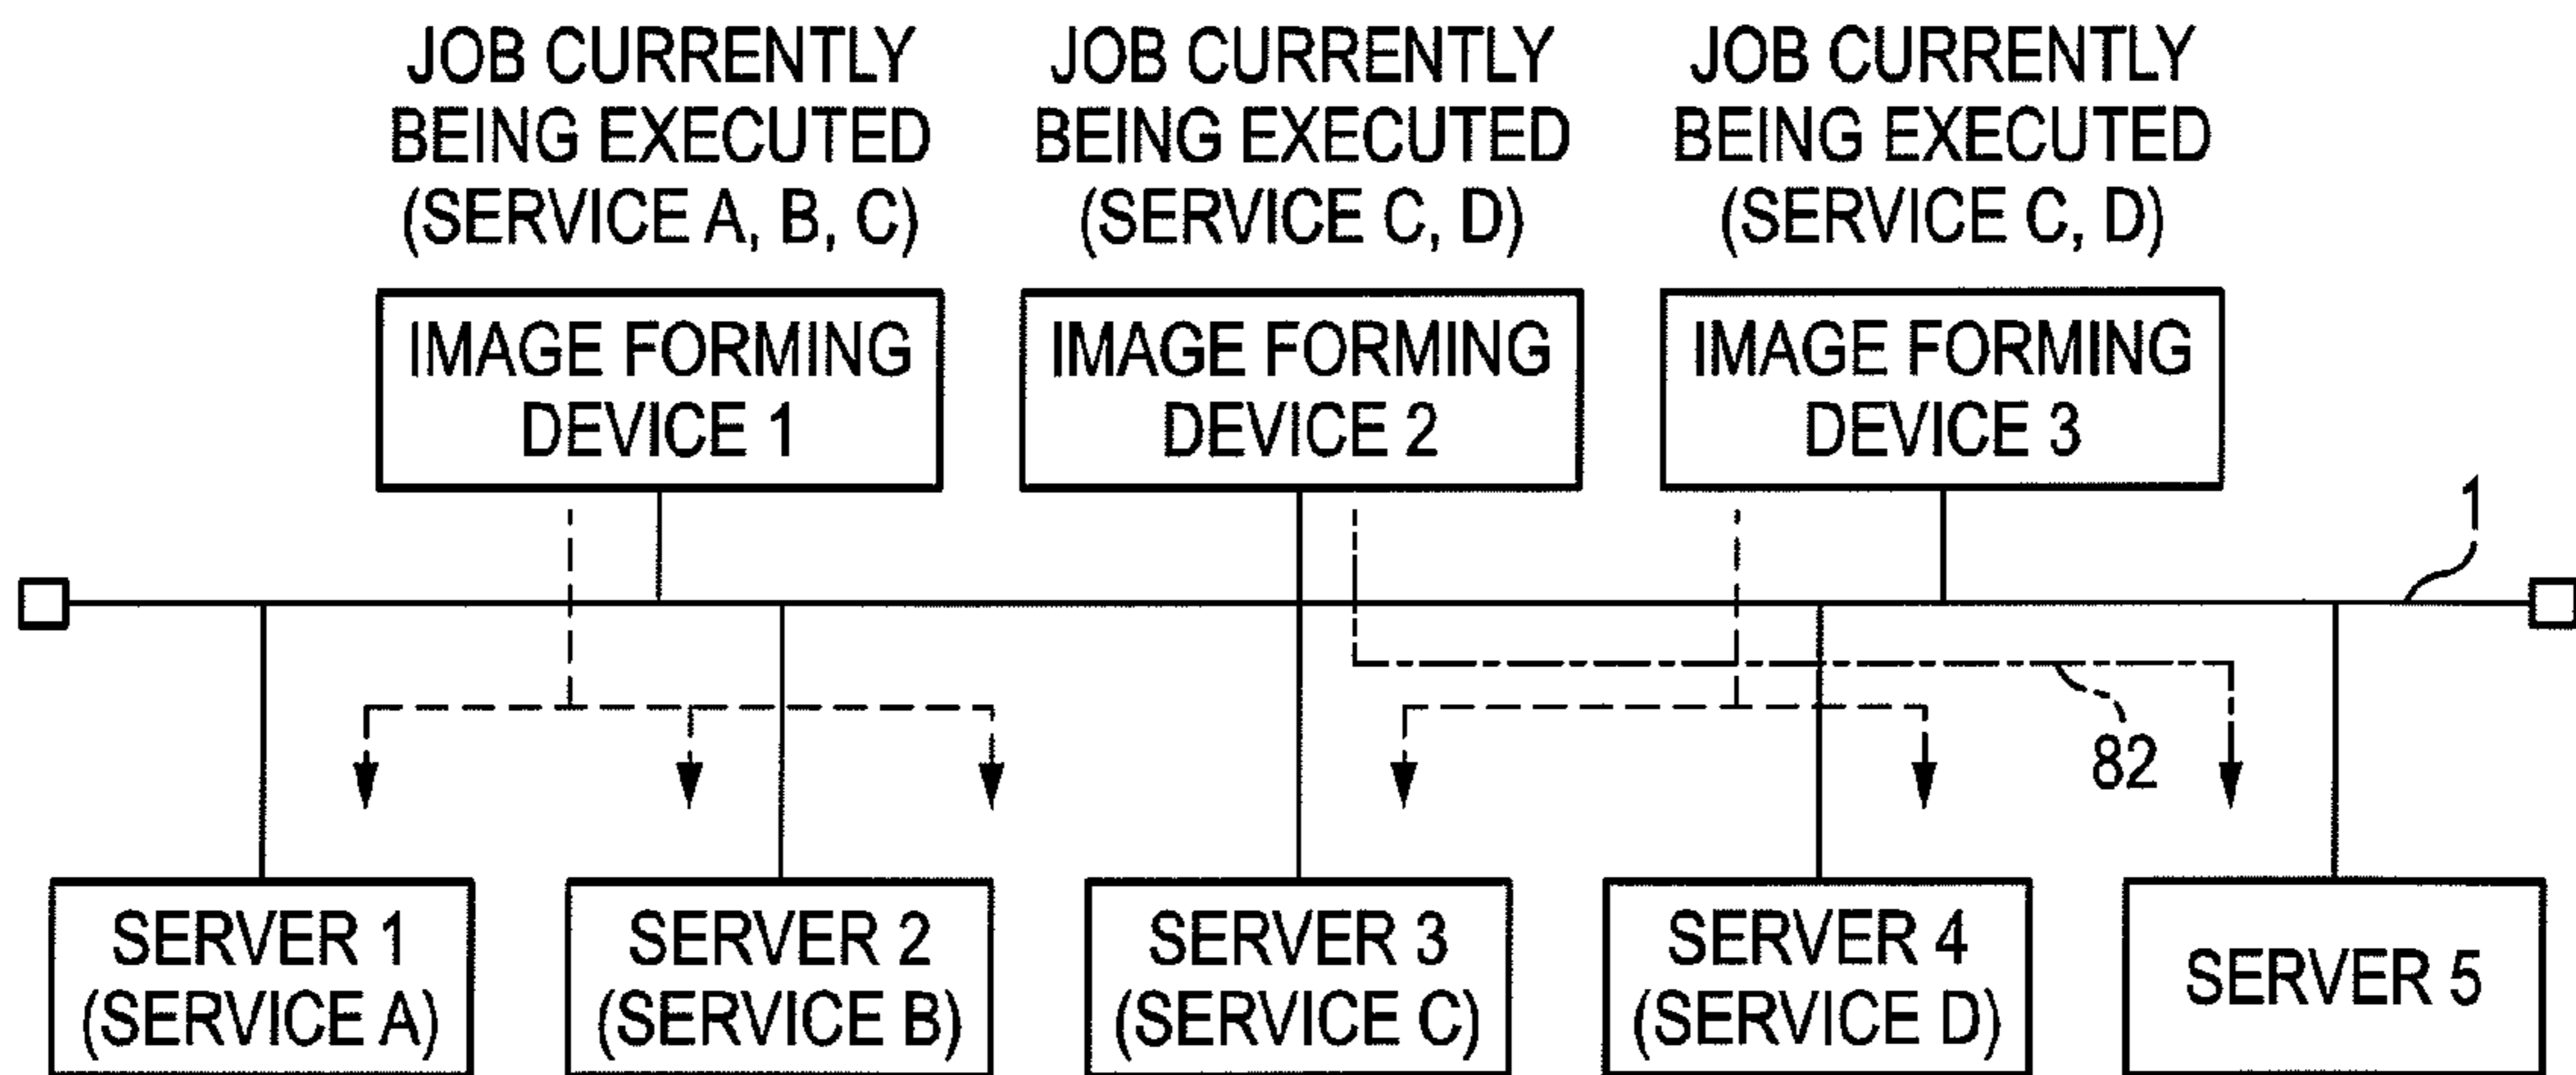 JOB CURRENTLY
BEING EXECUTED
(SERVICE A, B, C)
JOB CURRENTLY
BEING EXECUTED
(SERVICE C, D)
JOB CURRENTLY
BEING EXECUTED
(SERVICE C, D)
IMAGE FORMING
DEVICE 1
IMAGE FORMING
DEVICE 2
IMAGE FORMING
DEVICE 3
1
82
SERVER 1
(SERVICE A)
SERVER 2
(SERVICE B)
SERVER 3
(SERVICE C)
SERVER 4
(SERVICE D)
SERVER 5